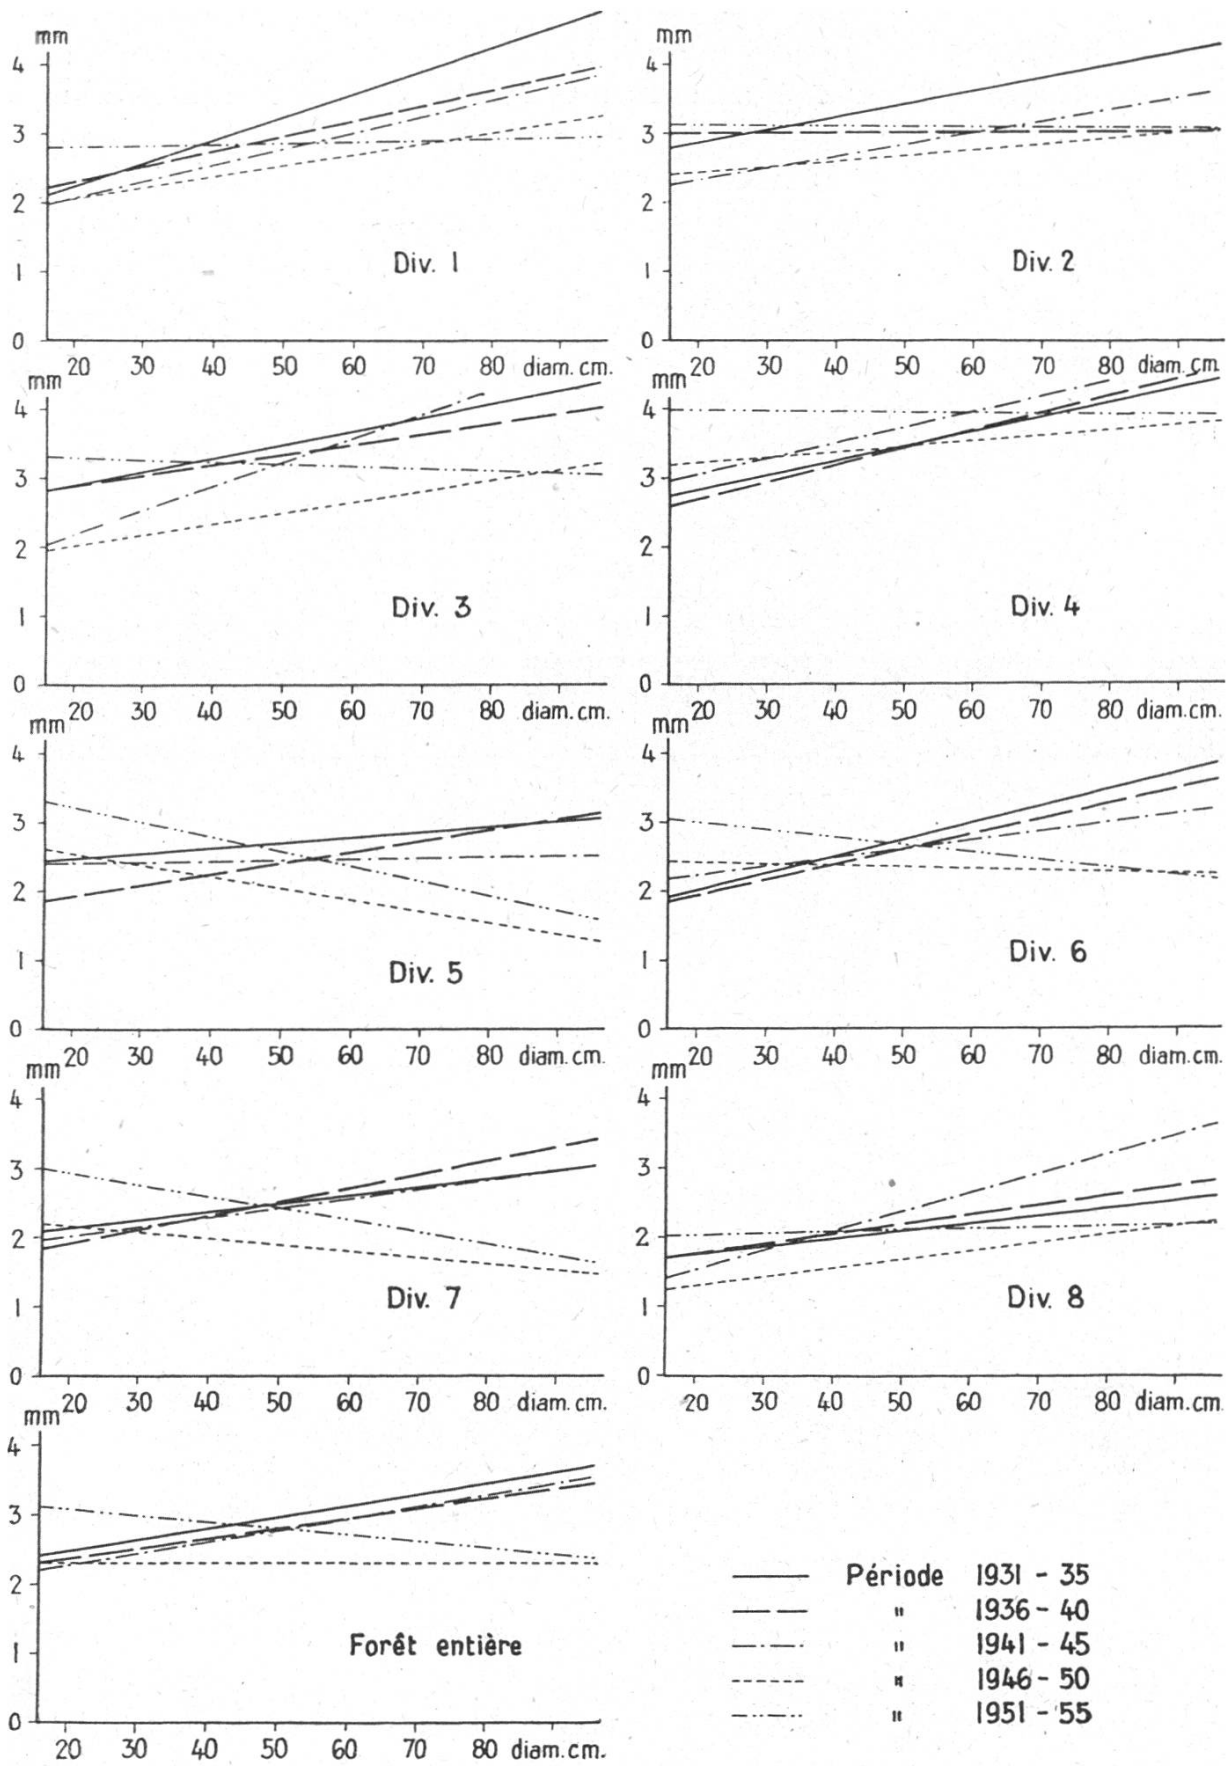 mm
4
3
2
1
0
Div. 1
20 30 40 50 60 70 80 diam.cm.
mm
4
3
2
1
0
Div. 2
20 30 40 50 60 70 80 diam. cm.
mm
4
3
2
1
0
Div. 3
20 30 40 50 60 70 80 diam.cm.
4
3
2
1
0
Div. 4
20 30 40 50 60 70 80 diam.cm.
mm
4
3
2
1
0
Div. 5
20 30 40 50 60 70 80 diam.cm.
mm
4
3
2
1
0
Div. 6
20 30 40 50 60 70 80 diam.cm.
mm
4
3
2
1
0
Div. 7
20 30 40 50 60 70 80 diam.cm.
mm
4
3
2
1
0
Div. 8
20 30 40 50 60 70 80 diam.cm.
mm
4
3
2
1
0
Forêt entière
20 30 40 50 60 70 80 diam.cm.
Période 1931 - 35
" 1936 - 40
" 1941 - 45
" 1946 - 50
" 1951 - 55